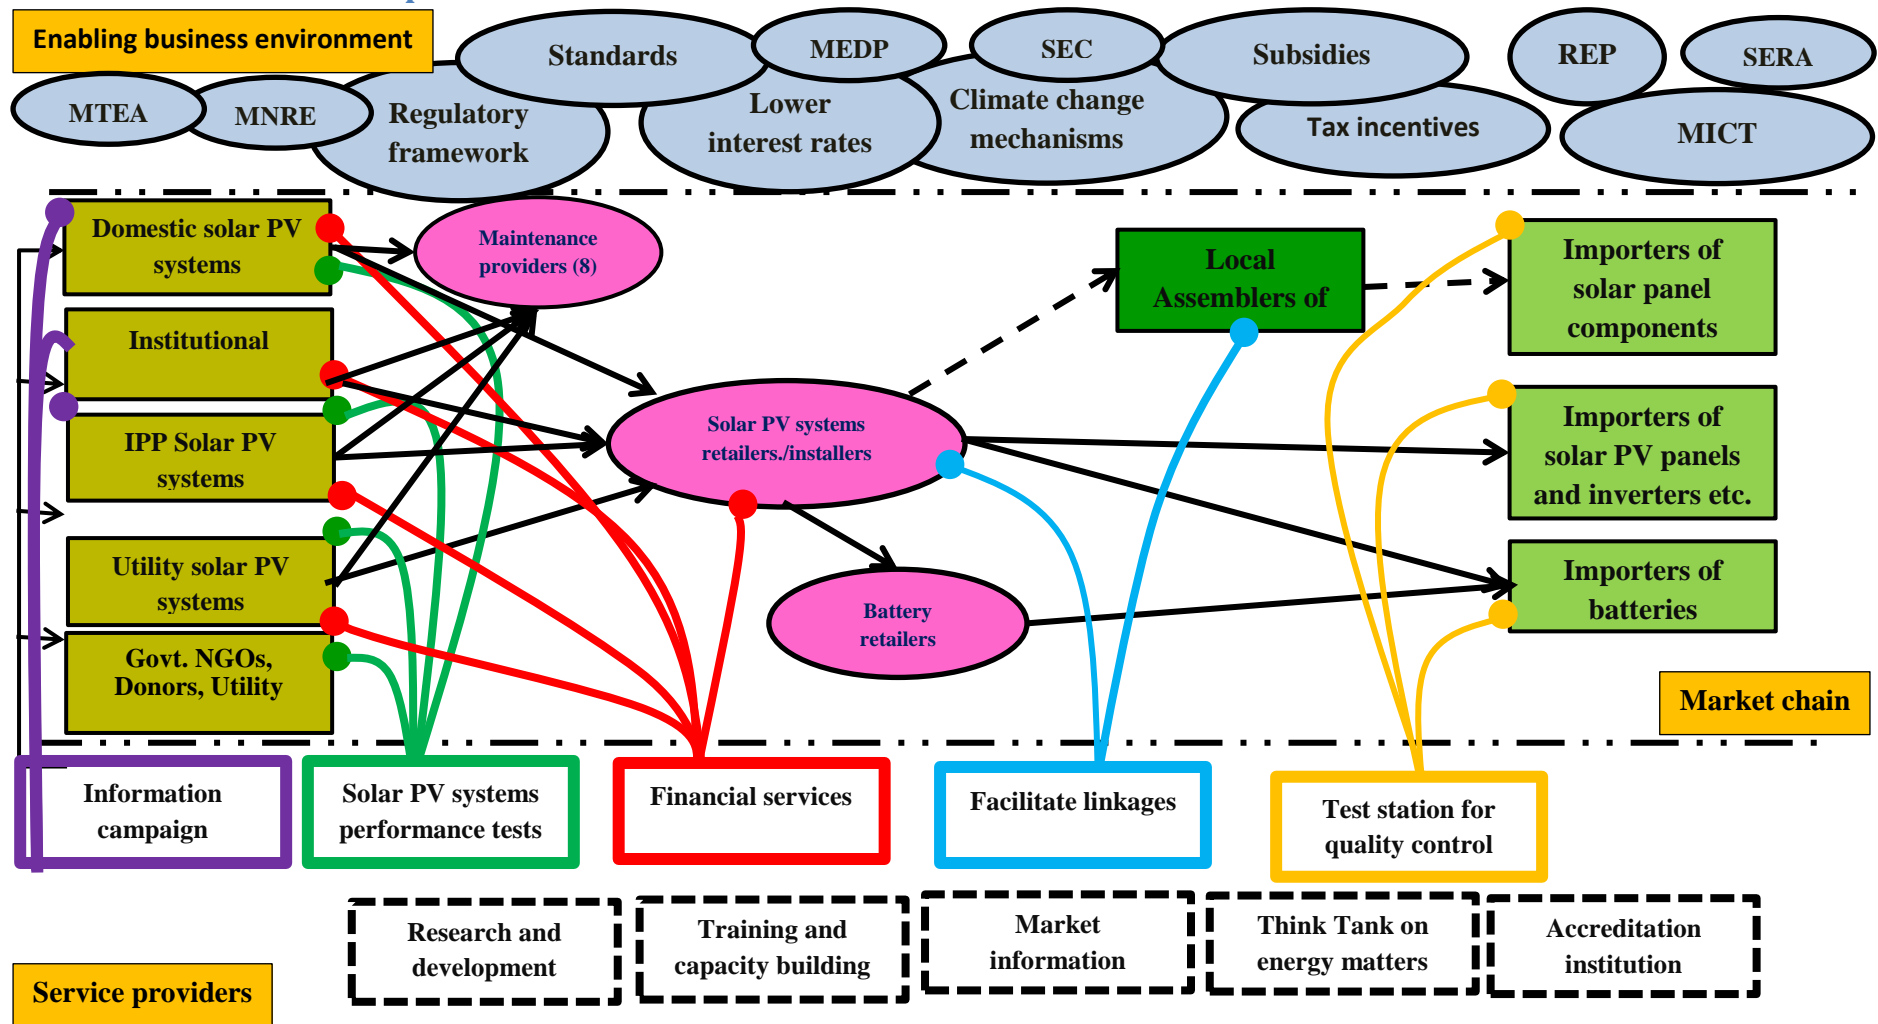 Enabling business environment
Standards
MEDP
SEC
Subsidies
REP
SERA
MTEA
MNRE
Regulatory
framework
Lower
interest rates
Climate change
mechanisms
Tax incentives
MICT
Domestic solar PV
systems
Maintenance
providers (8)
Local
Assemblers of
Importers of
solar panel
components
Institutional
IPP Solar PV
systems
Solar PV systems
retailers./installers
Importers of
solar PV panels
and inverters etc.
Utility solar PV
systems
Battery
retailers
Importers of
batteries
Govt. NGOs,
Donors, Utility
Market chain
Information
campaign
Solar PV systems
performance tests
Financial services
Facilitate linkages
Test station for
quality control
Research and
development
Training and
capacity building
Market
information
Think Tank on
energy matters
Accreditation
institution
Service providers